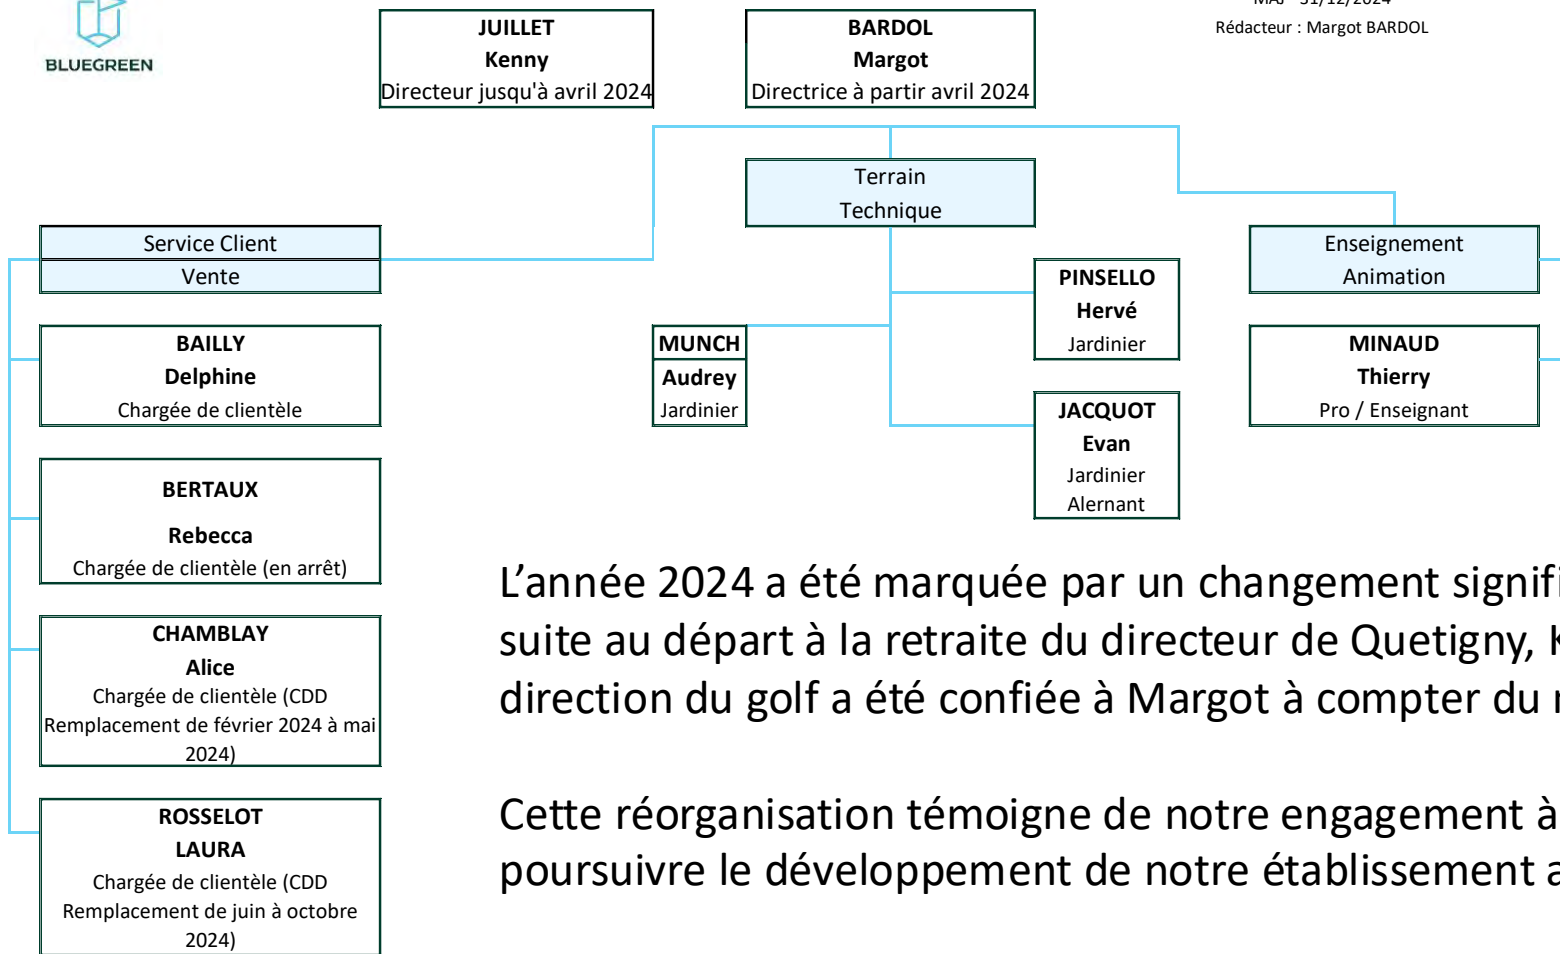 BLUEGREEN
MAJ 31/12/2024
Rédacteur : Margot BARDOL
JUILLET
Kenny
Directeur jusqu'à avril 2024
BARDOL
Margot
Directrice à partir avril 2024
Terrain
Technique
Service Client
Vente
Enseignement
Animation
BAILLY
Delphine
Chargée de clientèle
BERTAUX
Rebecca
Chargée de clientèle (en arrêt)
CHAMBLAY
Alice
Chargée de clientèle (CDD
Remplacement de février 2024 à mai
2024)
ROSSELOT
LAURA
Chargée de clientèle (CDD
Remplacement de juin à octobre
2024)
MUNCH
Audrey
Jardinier
PINSELLO
Hervé
Jardinier
JACQUOT
Evan
Jardinier
Alernant
MINAUD
Thierry
Pro / Enseignant
L’année 2024 a été marquée par un changement
suite au départ à la retraite du directeur de Quetigny,
direction du golf a été confiée à Margot à compter du
Cette réorganisation témoigne de notre engagement à
poursuivre le développement de notre établissement